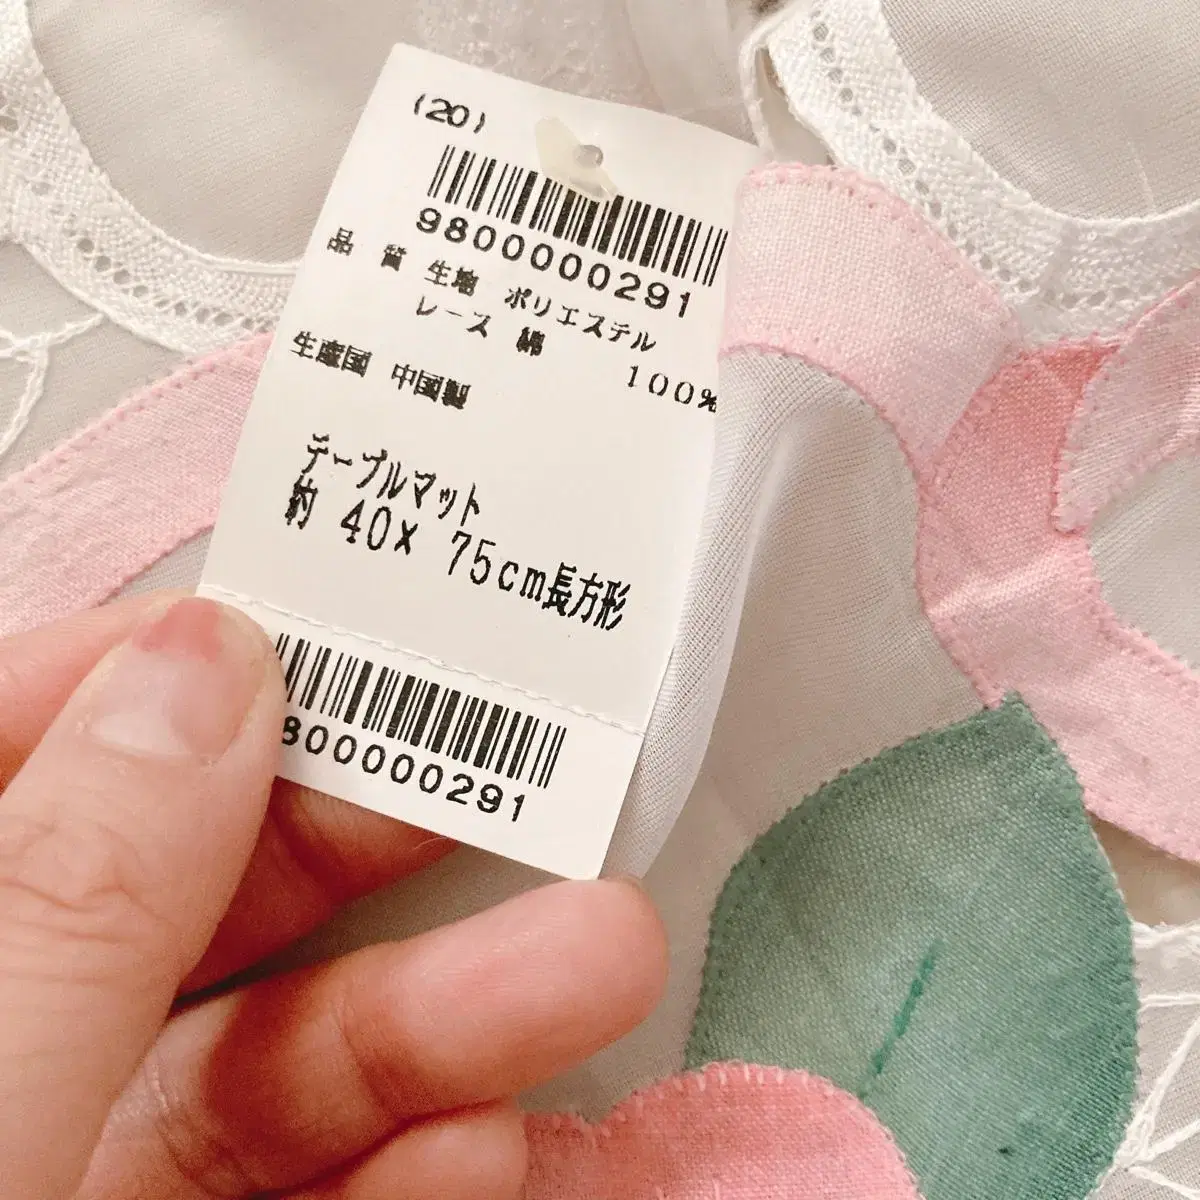 (20)
9800000291
品 質 生地 ポリエステル
レース 綿
100%
生産国 中国製
テーブルマット
約 40× 75cm長方形
800000291